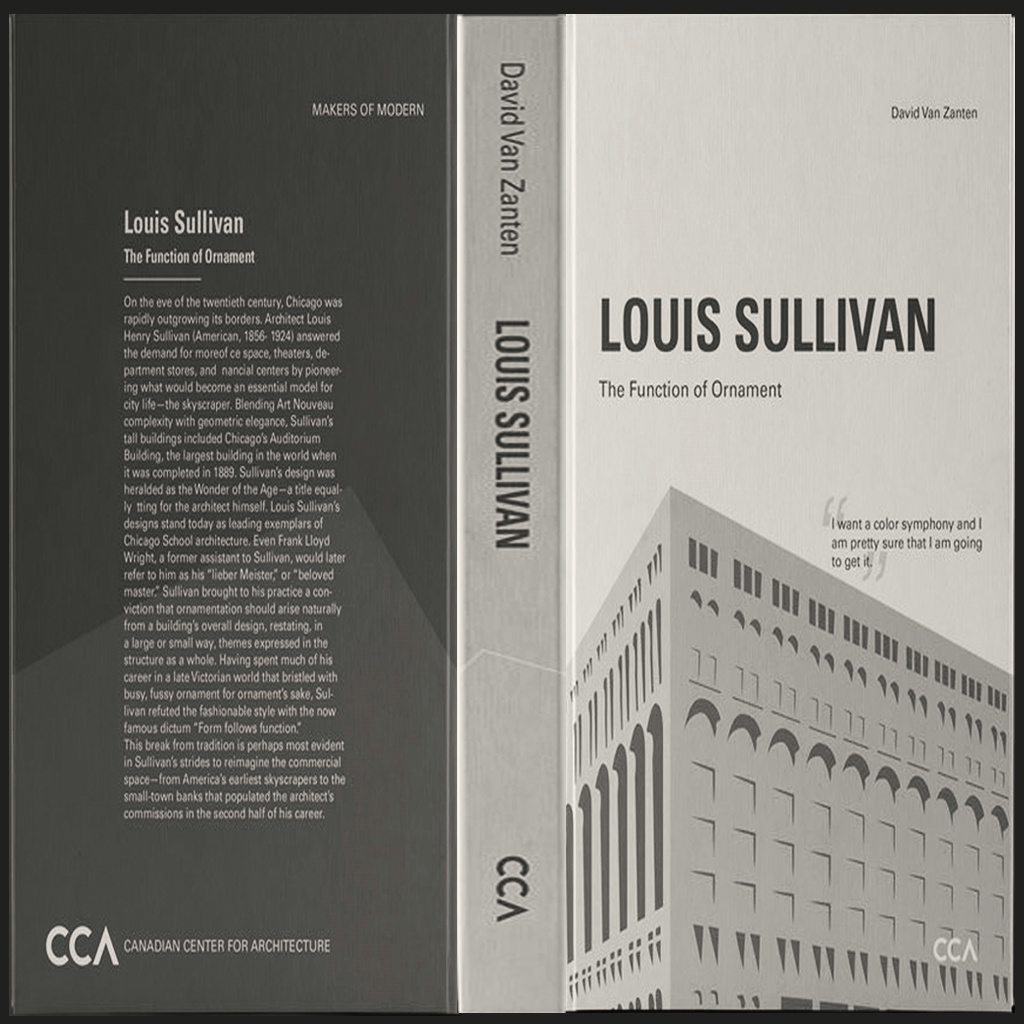 MAKERS OF MODERN
Louis Sullivan
The Function of Ornament
On the eve of the twentieth century, Chicago was
rapidly outgrowing its borders. Architect Louis
Henry Sullivan (American, 1856- 1924) answered
the demand for moreof ce space, theaters, de-
partment stores, and  nancial centers by pioneer-
ing what would become an essential model for
city life—the skyscraper. Blending Art Nouveau
complexity with geometric elegance, Sullivan's
tall buildings included Chicago's Auditorium
Building, the largest building in the world when
it was completed in 1889. Sullivan's design was
heralded as the Wonder of the Age—a title equal-
ly  tting for the architect himself. Louis Sullivan's
designs stand today as leading exemplars of
Chicago School architecture. Even Frank Lloyd
Wright, a former assistant to Sullivan, would later
refer to him as his "lieber Meister," or "beloved
master." Sullivan brought to his practice a con-
viction that ornamentation should arise naturally
from a building's overall design, restating, in
a large or small way, themes expressed in the
structure as a whole. Having spent much of his
career in a late Victorian world that bristled with
busy, fussy ornament for ornament's sake, Sul-
livan refuted the fashionable style with the now
famous dictum "Form follows function."
This break from tradition is perhaps most evident
in Sullivan's strides to reimagine the commercial
space—from America's earliest skyscrapers to the
small-town banks that populated the architect's
commissions in the second half of his career.
CCA CANADIAN CENTER FOR ARCHITECTURE
David Van Zanten
LOUIS SULLIVAN
CCA
David Van Zanten
LOUIS SULLIVAN
The Function of Ornament
“I want a color symphony and I
am pretty sure that I am going
to get it.”
CCA